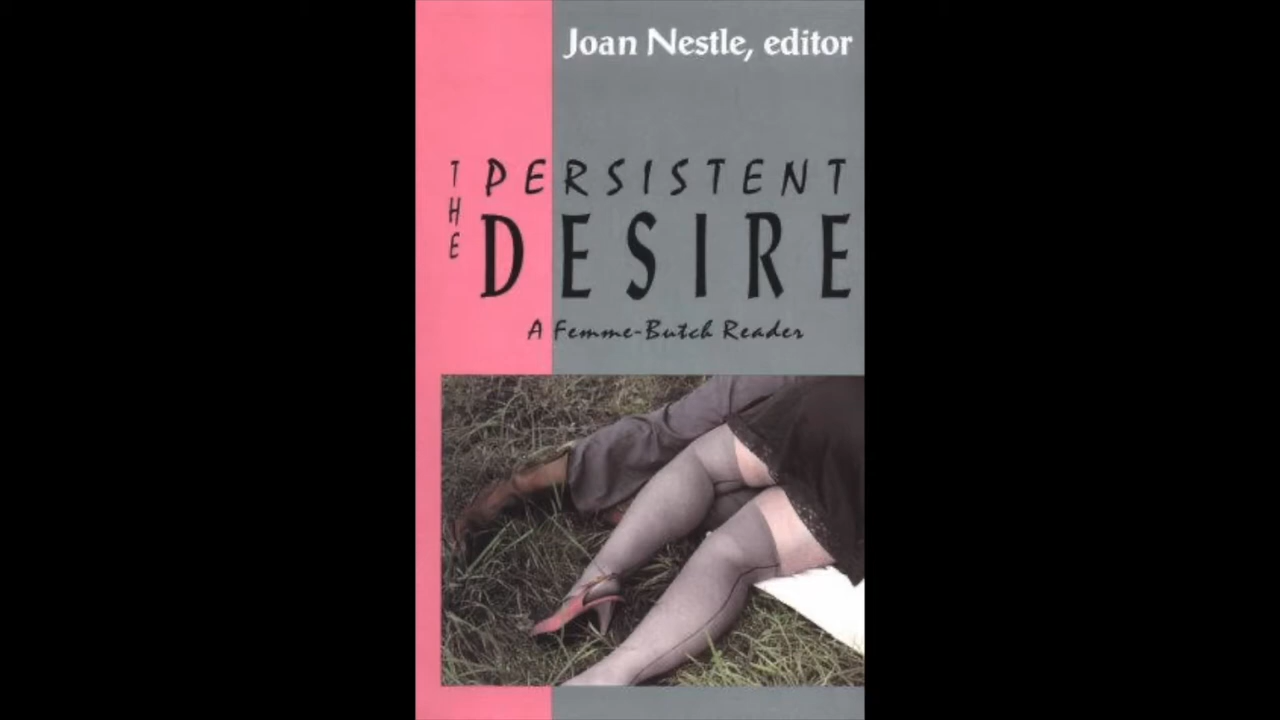 Joan Nestle, editor
THE
PERSISTENT
DESIRE
A Femme-Butch Reader